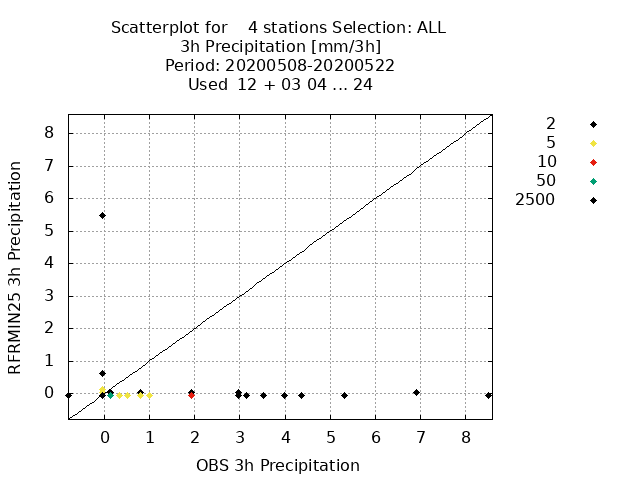 Scatterplot for    4 stations Selection: ALL
3h Precipitation [mm/3h]
Period: 20200508-20200522
Used  12 + 03 04 ... 24
2
5
10
50
2500
RFRMIN25 3h Precipitation
8
7
6
5
4
3
2
1
0
0 1 2 3 4 5 6 7 8
OBS 3h Precipitation